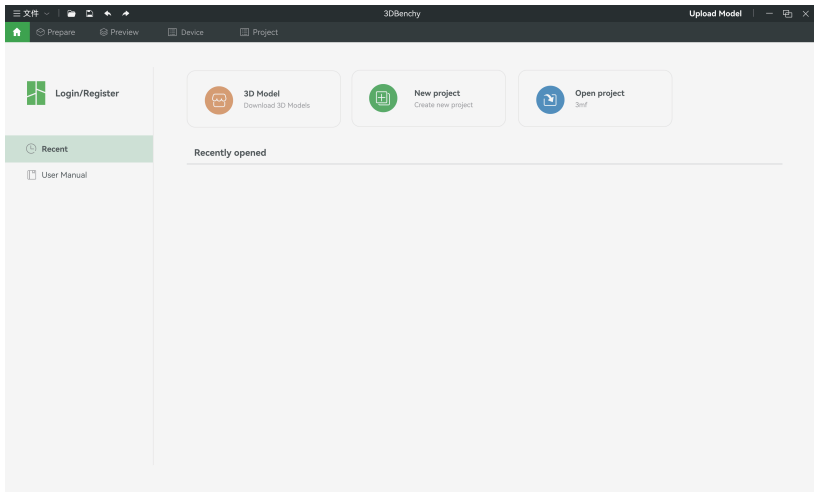 文件
3DBenchy
Upload Model
Prepare
Preview
Device
Project
Login/Register
3D Model
Download 3D Models
New project
Create new project
Open project
3mf
Recent
Recently opened
User Manual